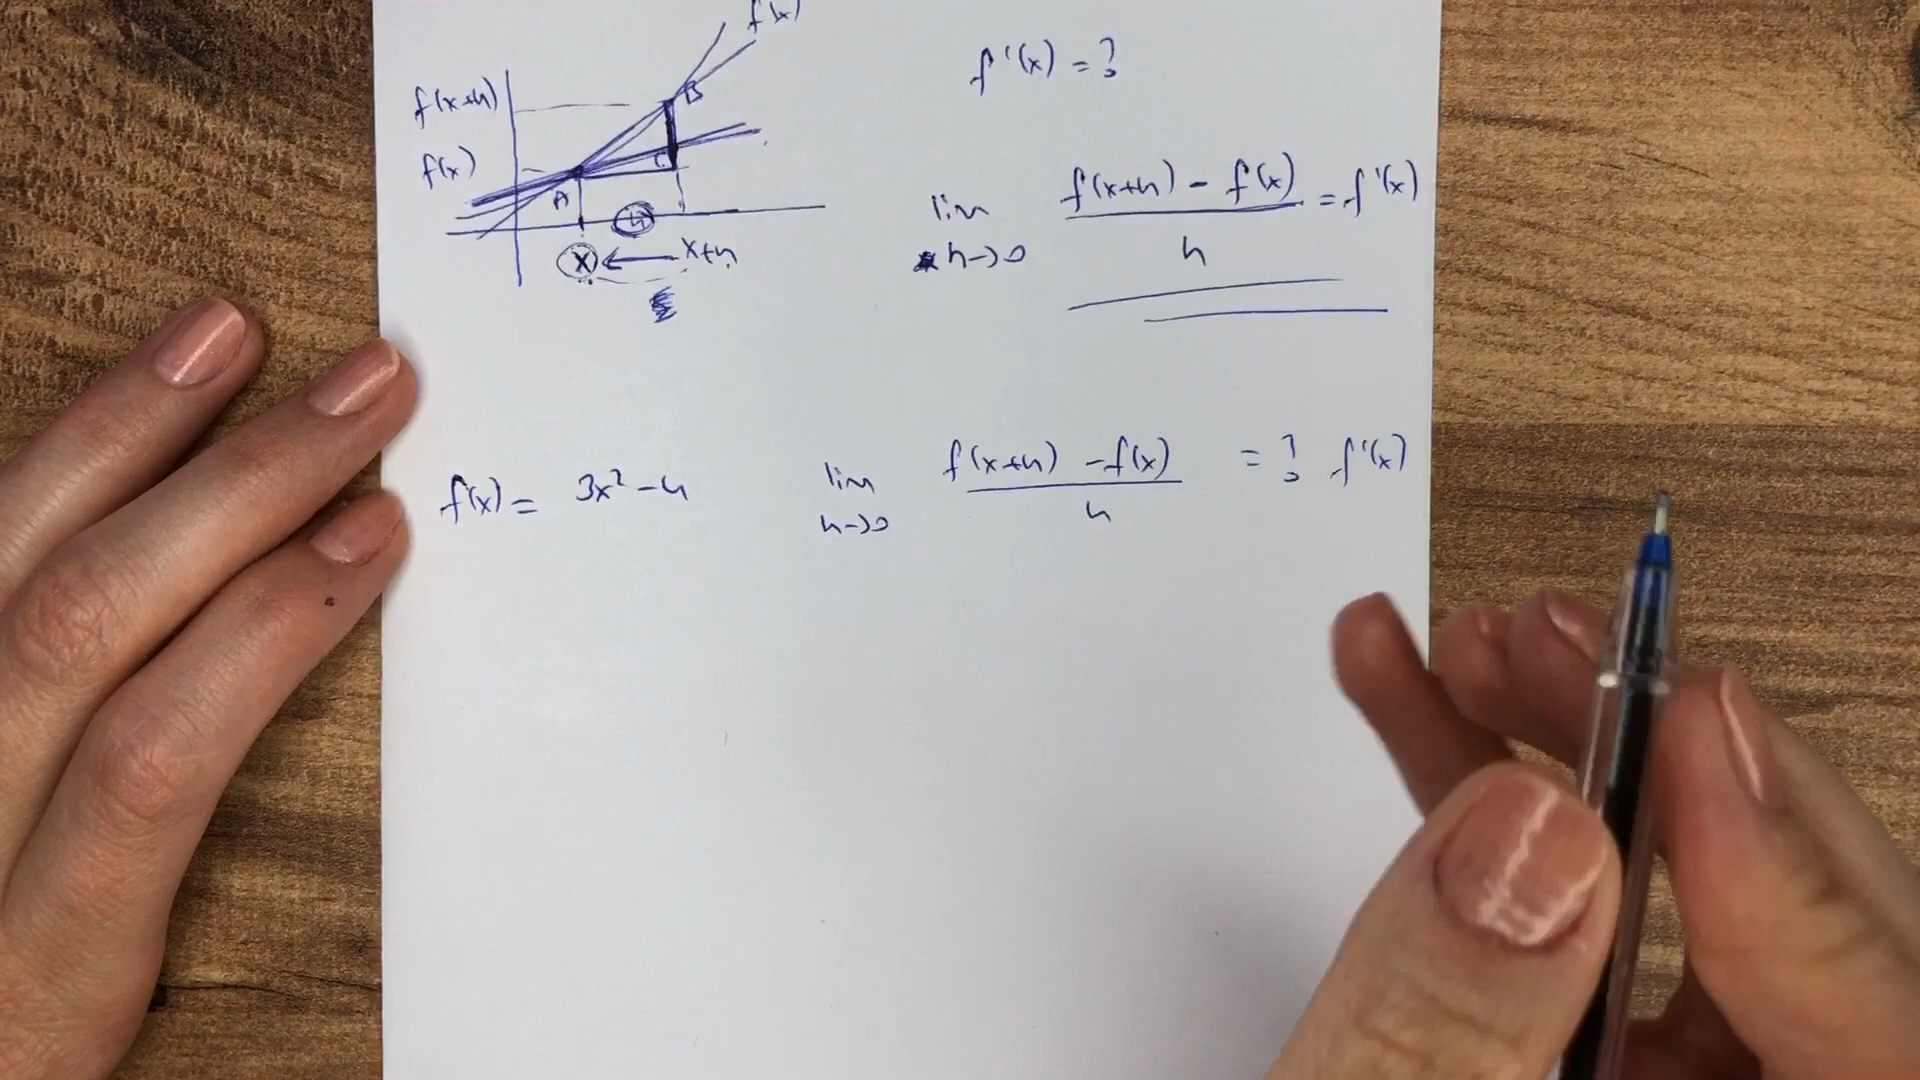 f(x)
f'(x) = ?
f(x+h)
B
f(x)
C
A
h
x ← x+h
lim h→0 f(x+h) - f(x) / h = f'(x)
f(x) = 3x² - 4
lim h→0 f(x+h) - f(x) / h = ? f'(x)